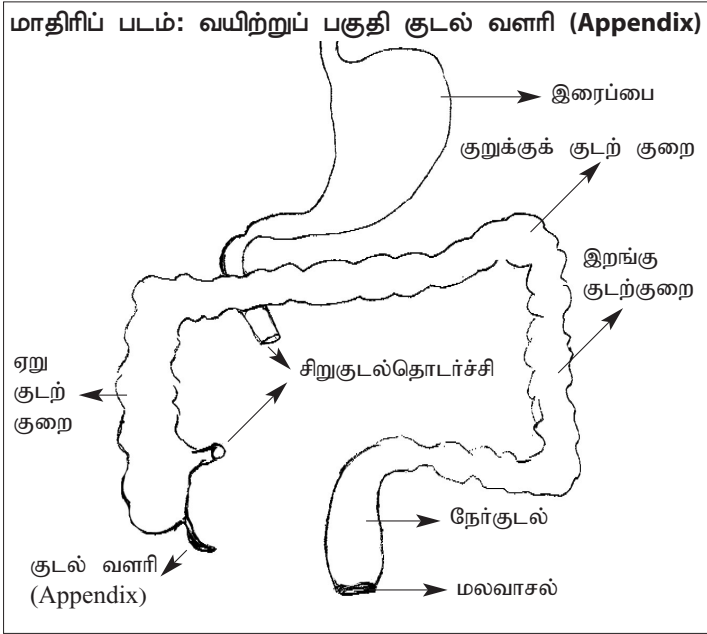 மாதிரிப் படம்: வயிற்றுப் பகுதி குடல் வளரி (Appendix)
இரைப்பை
குறுக்குக் குடற் குறை
இறங்கு
குடற்குறை
ஏறு
குடற்
குறை
சிறுகுடல்தொடர்ச்சி
நேர்குடல்
குடல் வளரி
(Appendix)
மலவாசல்